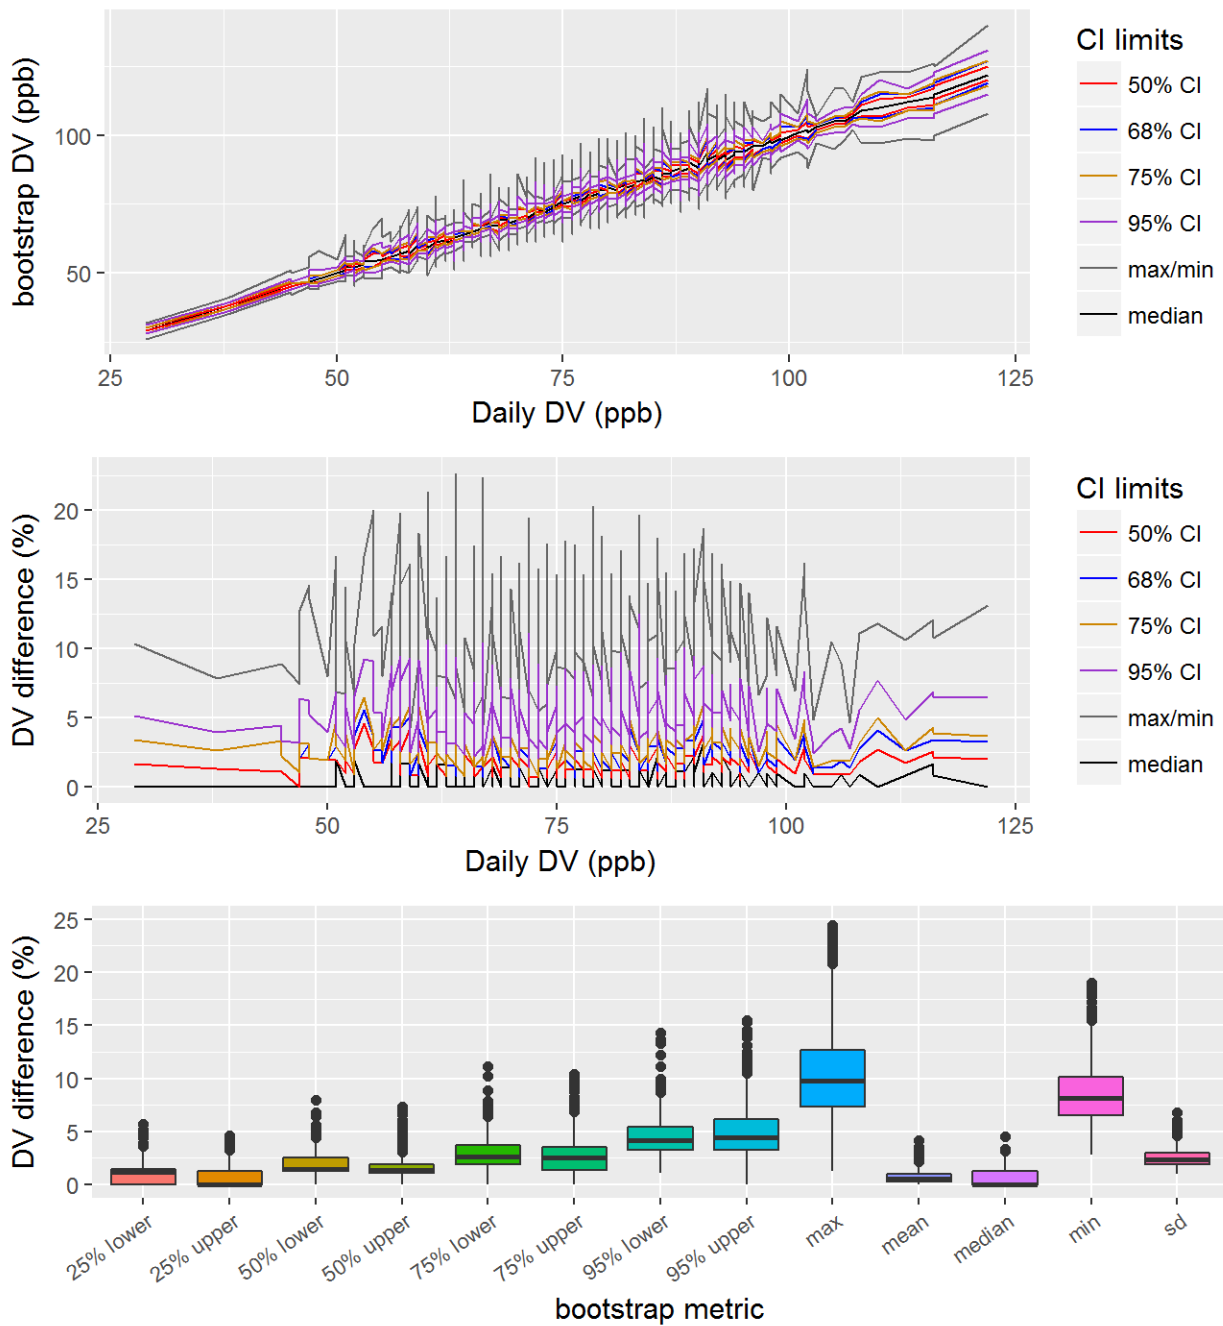 bootstrap DV (ppb)
100
50
25
50
75
100
125
Daily DV (ppb)
CI limits
50% CI
68% CI
75% CI
95% CI
max/min
median
DV difference (%)
20
15
10
5
0
25
50
75
100
125
Daily DV (ppb)
CI limits
50% CI
68% CI
75% CI
95% CI
max/min
median
DV difference (%)
25
20
15
10
5
0
25% lower
25% upper
50% lower
50% upper
75% lower
75% upper
95% lower
95% upper
max
mean
median
min
sd
bootstrap metric